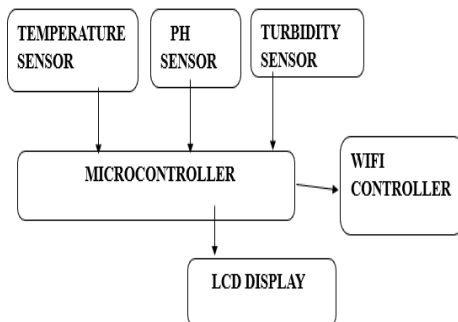 TEMPERATURE
SENSOR
PH
SENSOR
TURBIDITY
SENSOR
MICROCONTROLLER
WIFI
CONTROLLER
LCD DISPLAY